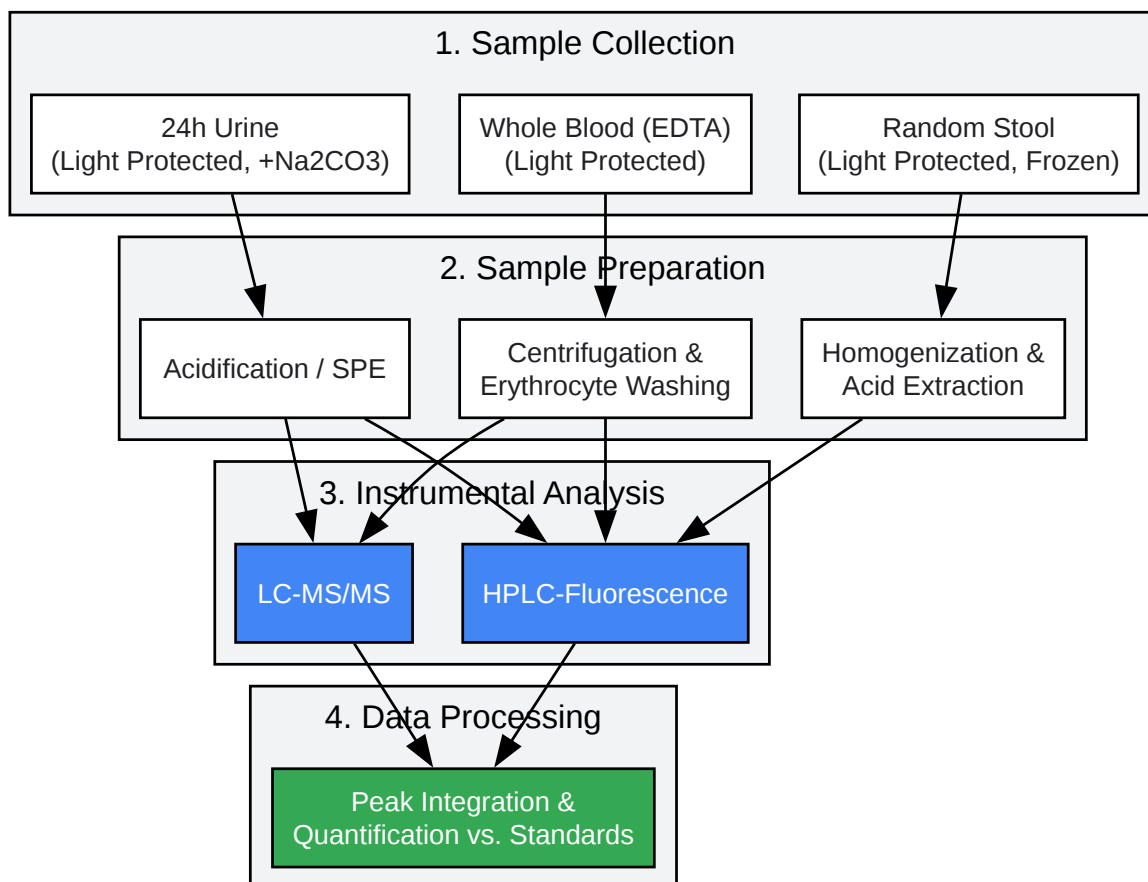 1. Sample Collection
24h Urine
(Light Protected, +Na2CO3)
Whole Blood (EDTA)
(Light Protected)
Random Stool
(Light Protected, Frozen)
2. Sample Preparation
Acidification / SPE
Centrifugation &
Erythrocyte Washing
Homogenization &
Acid Extraction
3. Instrumental Analysis
LC-MS/MS
HPLC-Fluorescence
4. Data Processing
Peak Integration &
Quantification vs. Standards